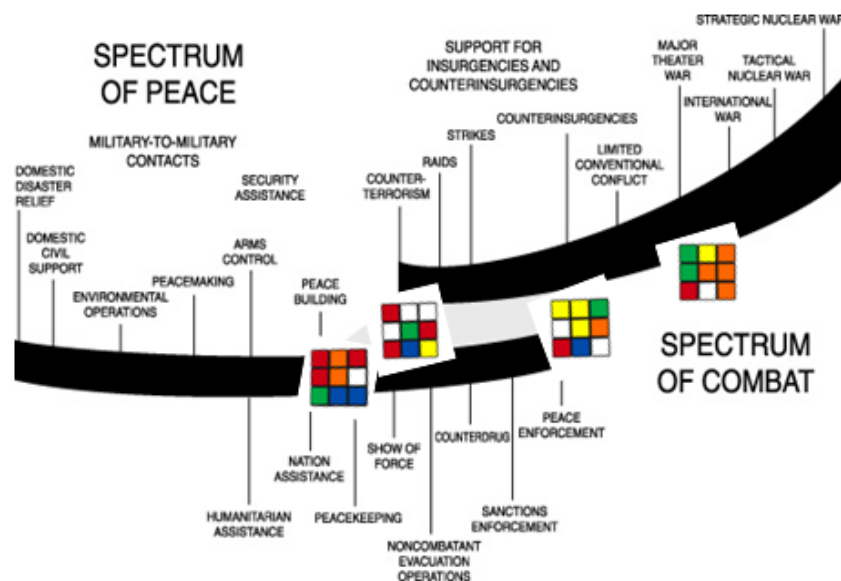 SPECTRUM
OF PEACE
MILITARY-TO-MILITARY
CONTACTS
DOMESTIC
DISASTER
RELIEF
DOMESTIC
CIVIL
SUPPORT
ENVIRONMENTAL
OPERATIONS
PEACEMAKING
SECURITY
ASSISTANCE
ARMS
CONTROL
PEACE
BUILDING
SUPPORT FOR
INSURGENCIES AND
COUNTERINSURGENCIES
COUNTER-
TERRORISM
RAIDS
STRIKES
COUNTERINSURGENCIES
LIMITED
CONVENTIONAL
CONFLICT
MAJOR
THEATER
WAR
INTERNATIONAL
WAR
TACTICAL
NUCLEAR WAR
STRATEGIC NUCLEAR WAR
SPECTRUM
OF COMBAT
HUMANITARIAN
ASSISTANCE
NATION
ASSISTANCE
PEACEKEEPING
SHOW OF
FORCE
NONCOMBATANT
EVACUATION
OPERATIONS
COUNTERDRUG
SANCTIONS
ENFORCEMENT
PEACE
ENFORCEMENT